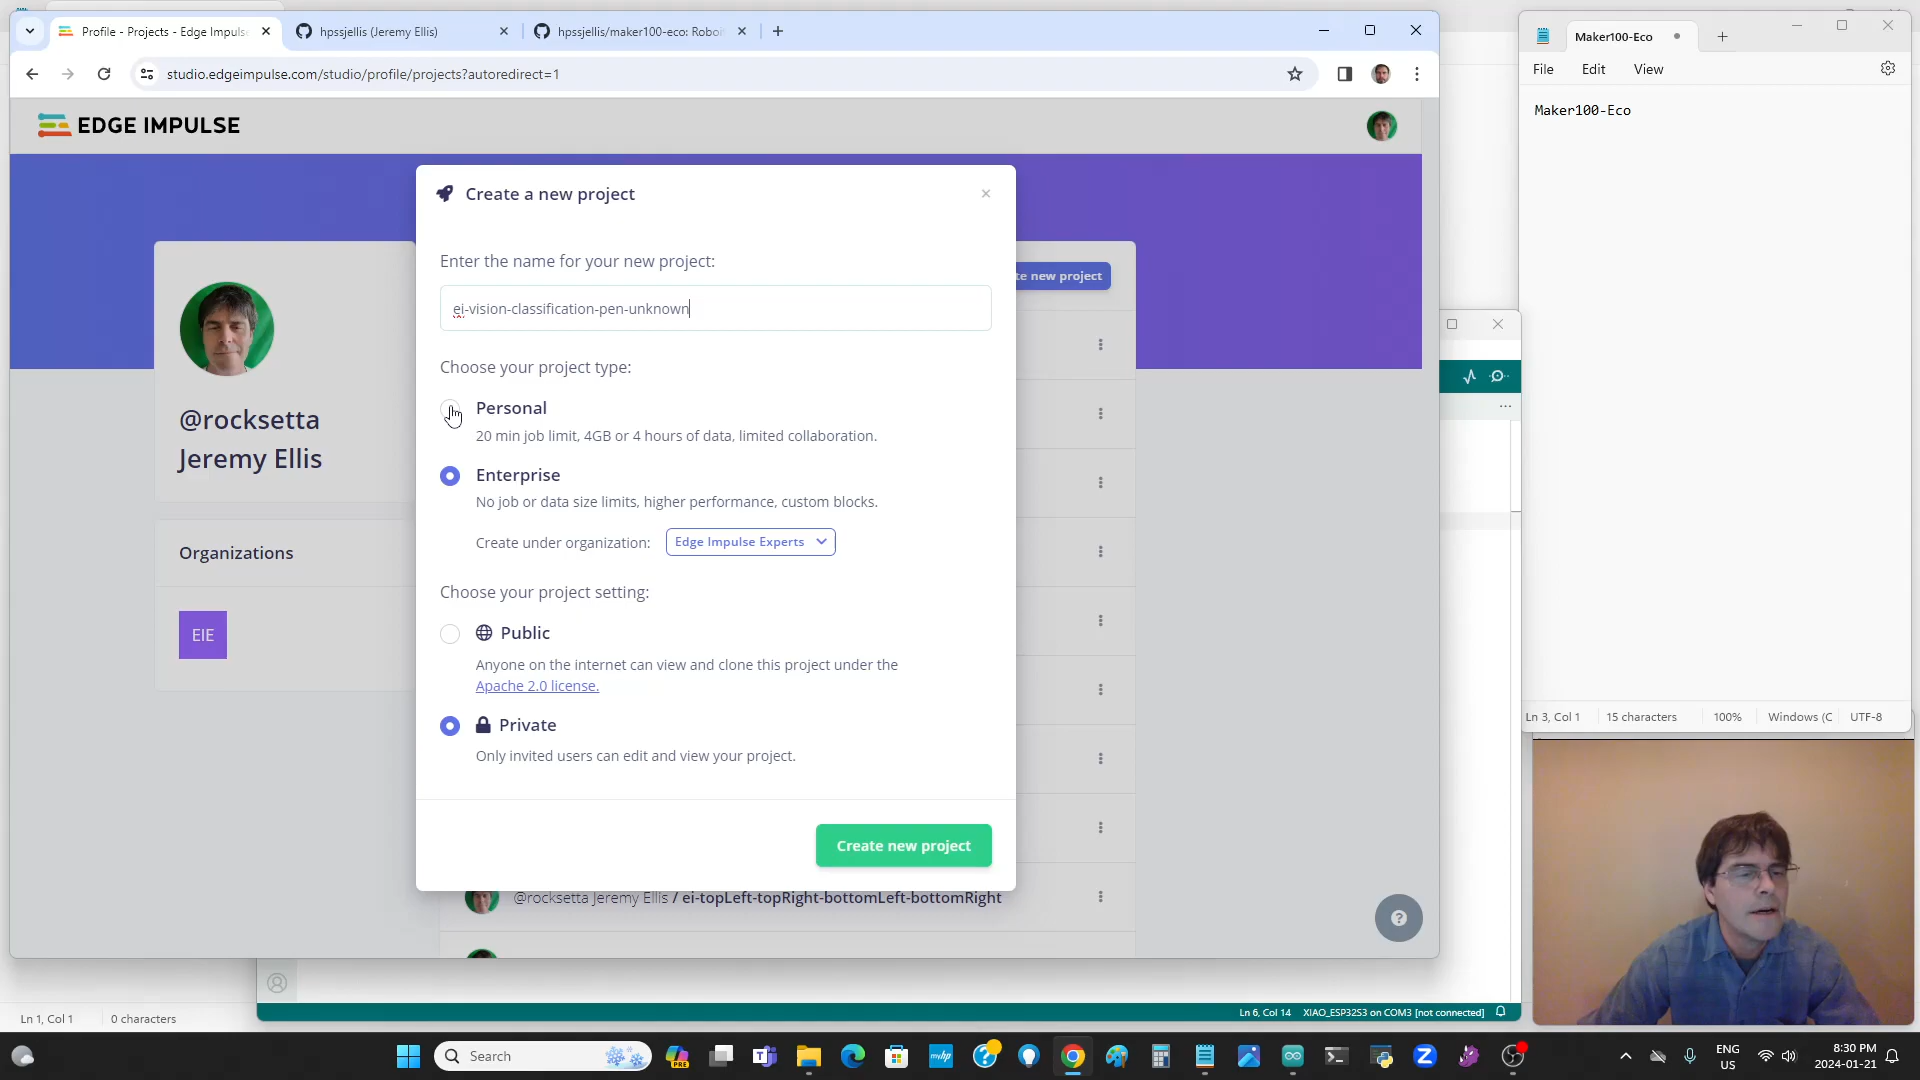 Profile - Projects - Edge Impuls
hpssjellis (Jeremy Ellis)
hpssjellis/maker100-eco: Robo
studio.edgeimpulse.com/studio/profile/projects?autoredirect=1
Maker100-Eco
File Edit View
Maker100-Eco
EDGE IMPULSE
Create a new project
Enter the name for your new project:
te new project
ei-vision-classification-pen-unknown
Choose your project type:
Personal
20 min job limit, 4GB or 4 hours of data, limited collaboration.
@rocksetta
Jeremy Ellis
Enterprise
No job or data size limits, higher performance, custom blocks.
Create under organization: Edge Impulse Experts
Organizations
EIE
Choose your project setting:
Public
Anyone on the internet can view and clone this project under the
Apache 2.0 license.
Private
Only invited users can edit and view your project.
Create new project
@rocksetta Jeremy Ellis / ei-topLeft-topRight-bottomLeft-bottomRight
Ln 3, Col 1 15 characters 100% Windows (C UTF-8
Ln 1, Col 1 0 characters
Ln 6, Col 14 XIAO_ESP32S3 on COM3 [not connected]
Search
PRE
myhp
ENG
US
8:30 PM
2024-01-21